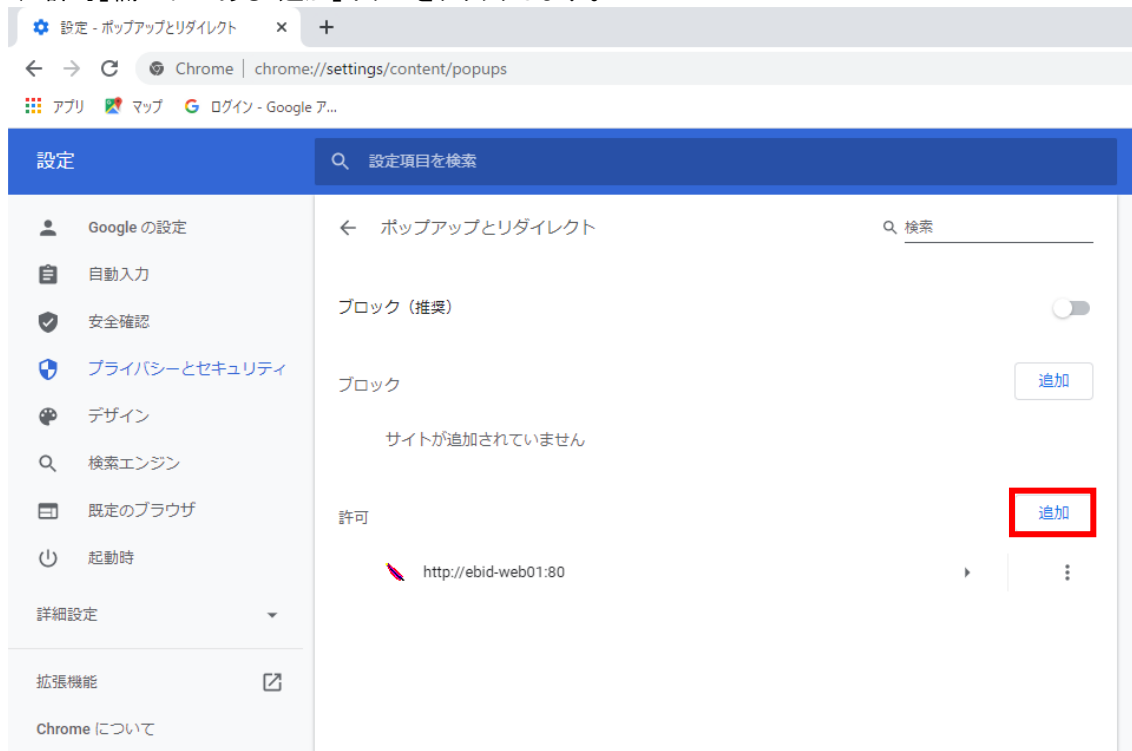 設定 - ポップアップとリダイレクト × +
Chrome | chrome://settings/content/popups
アプリ マップ G ログイン - Google ア...
設定 設定項目を検索
Google の設定
自動入力
安全確認
プライバシーとセキュリティ
デザイン
検索エンジン
既定のブラウザ
起動時
詳細設定
拡張機能
Chrome について
ポップアップとリダイレクト 検索
ブロック（推奨）
ブロック 追加
サイトが追加されていません
許可 追加
http://ebid-web01:80